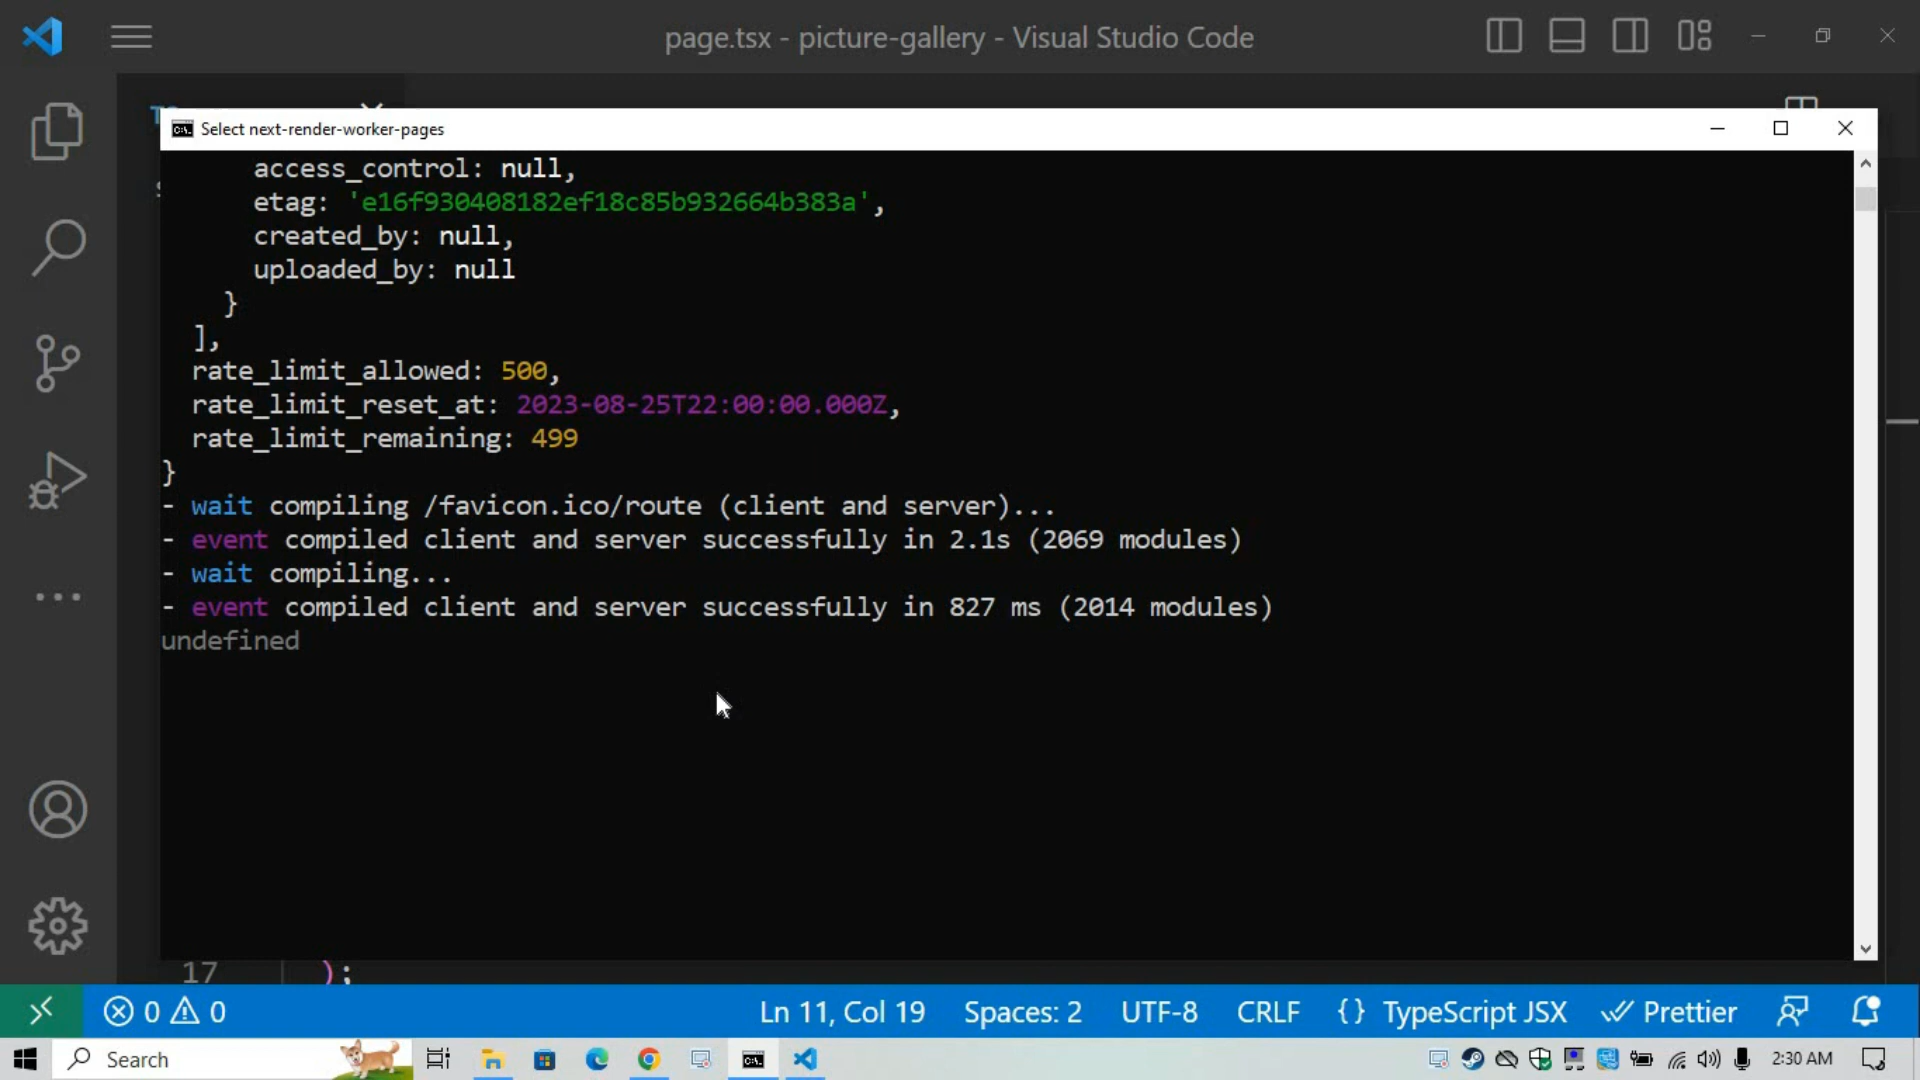 page.tsx - picture-gallery - Visual Studio Code
Select next-render-worker-pages
access_control: null,
etag: 'e16f930408182ef18c85b932664b383a',
created_by: null,
uploaded_by: null
}
],
rate_limit_allowed: 500,
rate_limit_reset_at: 2023-08-25T22:00:00.000Z,
rate_limit_remaining: 499
}
- wait compiling /favicon.ico/route (client and server)...
- event compiled client and server successfully in 2.1s (2069 modules)
- wait compiling...
- event compiled client and server successfully in 827 ms (2014 modules)
undefined
17 );
0 0 Ln 11, Col 19 Spaces: 2 UTF-8 CRLF {} TypeScript JSX Prettier
Search 2:30 AM